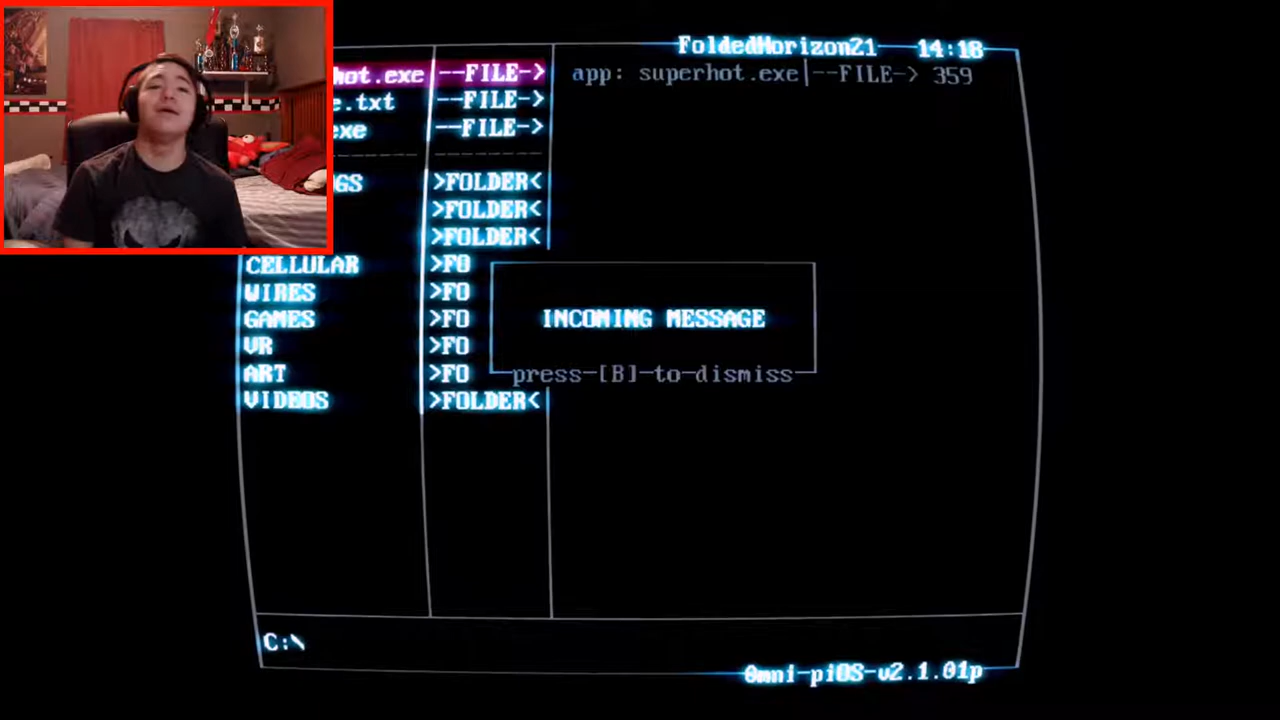 FoldedHorizon21 14:18
hot.exe --FILE-> app: superhot.exe --FILE-> 359
e.txt --FILE->
exe --FILE->
GS >FOLDER<
>FOLDER<
>FOLDER<
CELLULAR >FO
WIRES >FO
GAMES >FO
VR >FO
ART >FO
VIDEOS >FOLDER<
INCOMING MESSAGE
press-[B]-to-dismiss
C:\
0mni-piOS-v2.1.01p